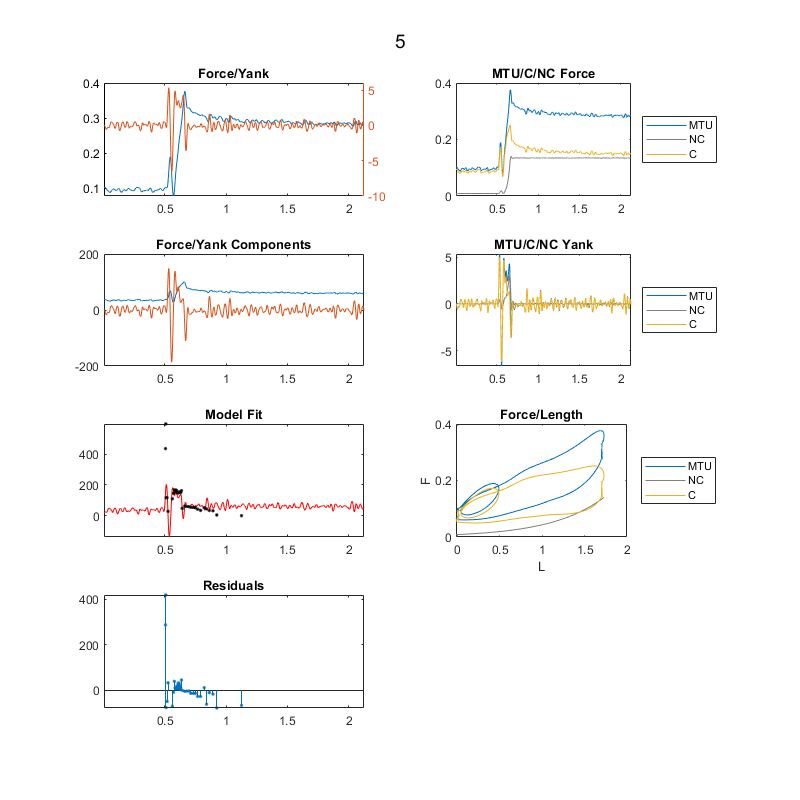 5
Force/Yank
0.4
0.3
0.2
0.1
5
0
-5
-10
0.5 1 1.5 2
MTU/C/NC Force
0.4
0.2
0
0.5 1 1.5 2
MTU
NC
C
Force/Yank Components
200
0
-200
0.5 1 1.5 2
MTU/C/NC Yank
5
0
-5
0.5 1 1.5 2
MTU
NC
C
Model Fit
400
200
0
0.5 1 1.5 2
Force/Length
F
0.4
0.2
0
0 0.5 1 1.5 2
L
MTU
NC
C
Residuals
400
200
0
0.5 1 1.5 2